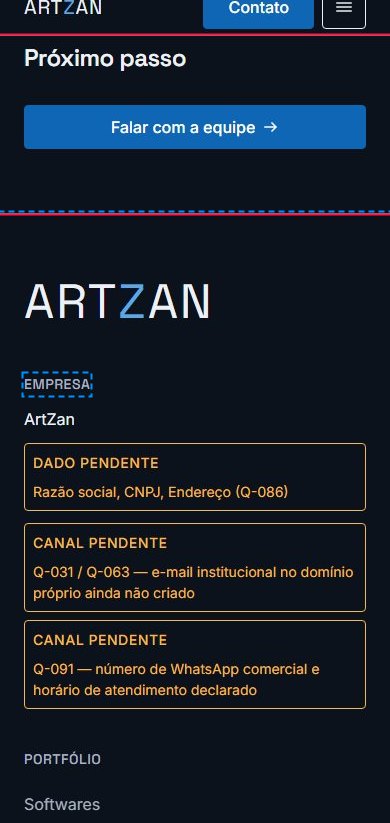 ARTZAN
Contato
Próximo passo
Falar com a equipe →
ARTZAN
EMPRESA
ArtZan
DADO PENDENTE
Razão social, CNPJ, Endereço (Q-086)
CANAL PENDENTE
Q-031 / Q-063 — e-mail institucional no domínio
próprio ainda não criado
CANAL PENDENTE
Q-091 — número de WhatsApp comercial e
horário de atendimento declarado
PORTFÓLIO
Softwares